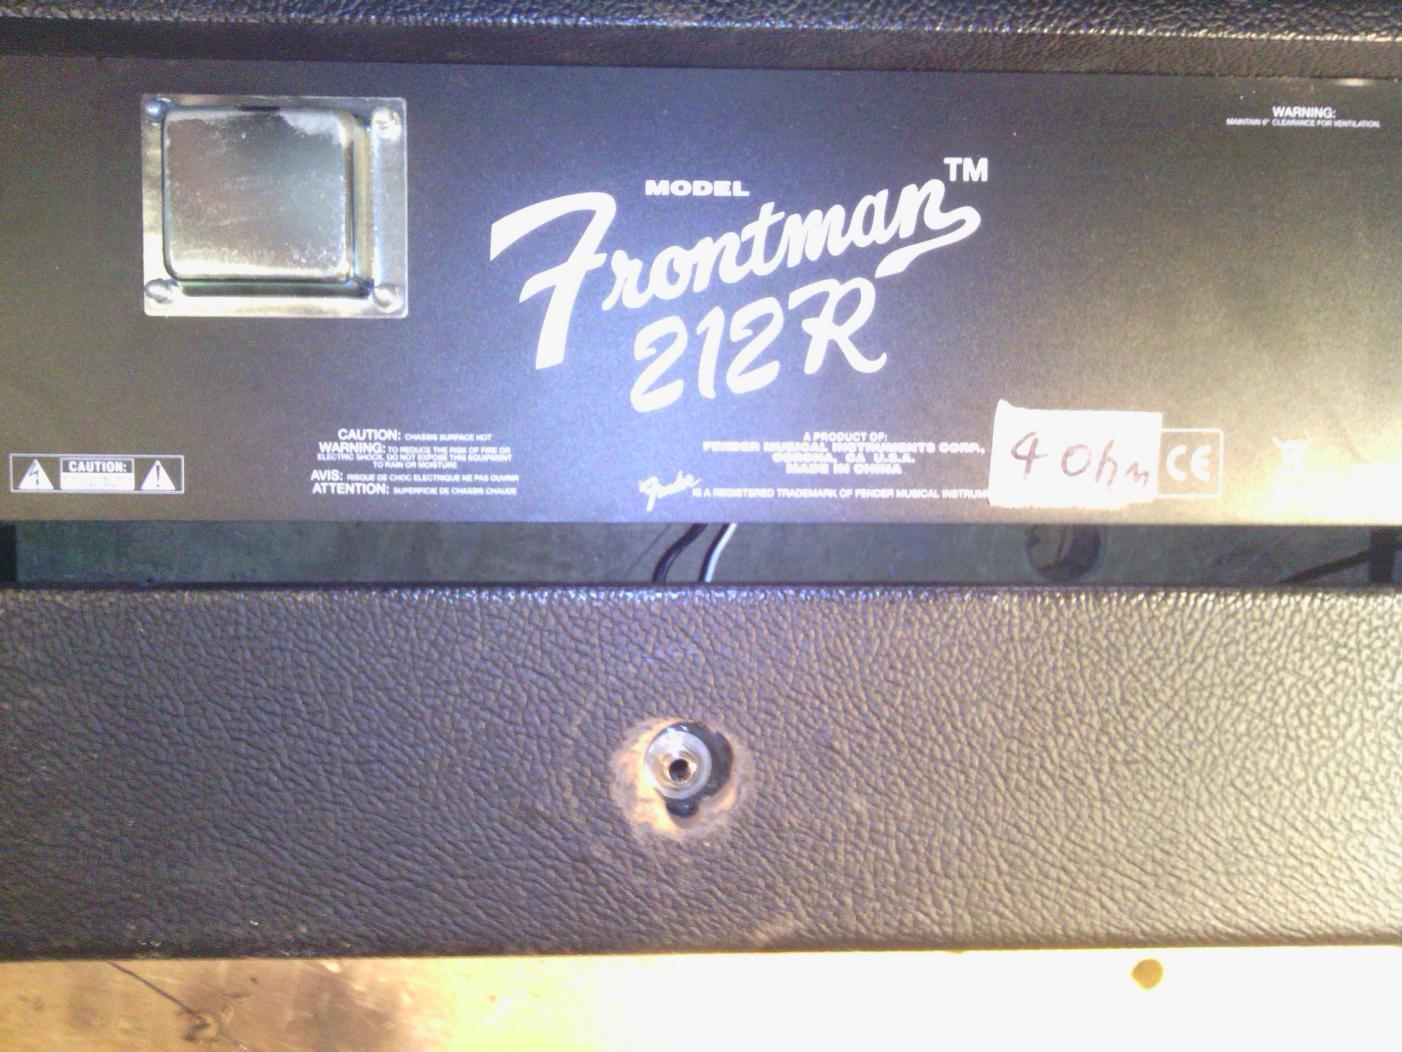 WARNING:
MAINTAIN 6" CLEARANCE FOR VENTILATION.
MODEL
Frontman™
212R
CAUTION: CHASSIS SURFACE HOT
WARNING: TO REDUCE THE RISK OF FIRE OR
ELECTRIC SHOCK, DO NOT EXPOSE THIS EQUIPMENT
TO RAIN OR MOISTURE
AVIS: RISQUE DE CHOC ELECTRIQUE NE PAS OUVRIR
ATTENTION: SUPERFICIE DE CHASSIS CHAUDE
CAUTION:
A PRODUCT OF:
FENDER MUSICAL INSTRUMENTS CORP,
CORONA, CA U.S.A.
MADE IN CHINA
Fender IS A REGISTERED TRADEMARK OF FENDER MUSICAL INSTRUM
4 Ohm
CE